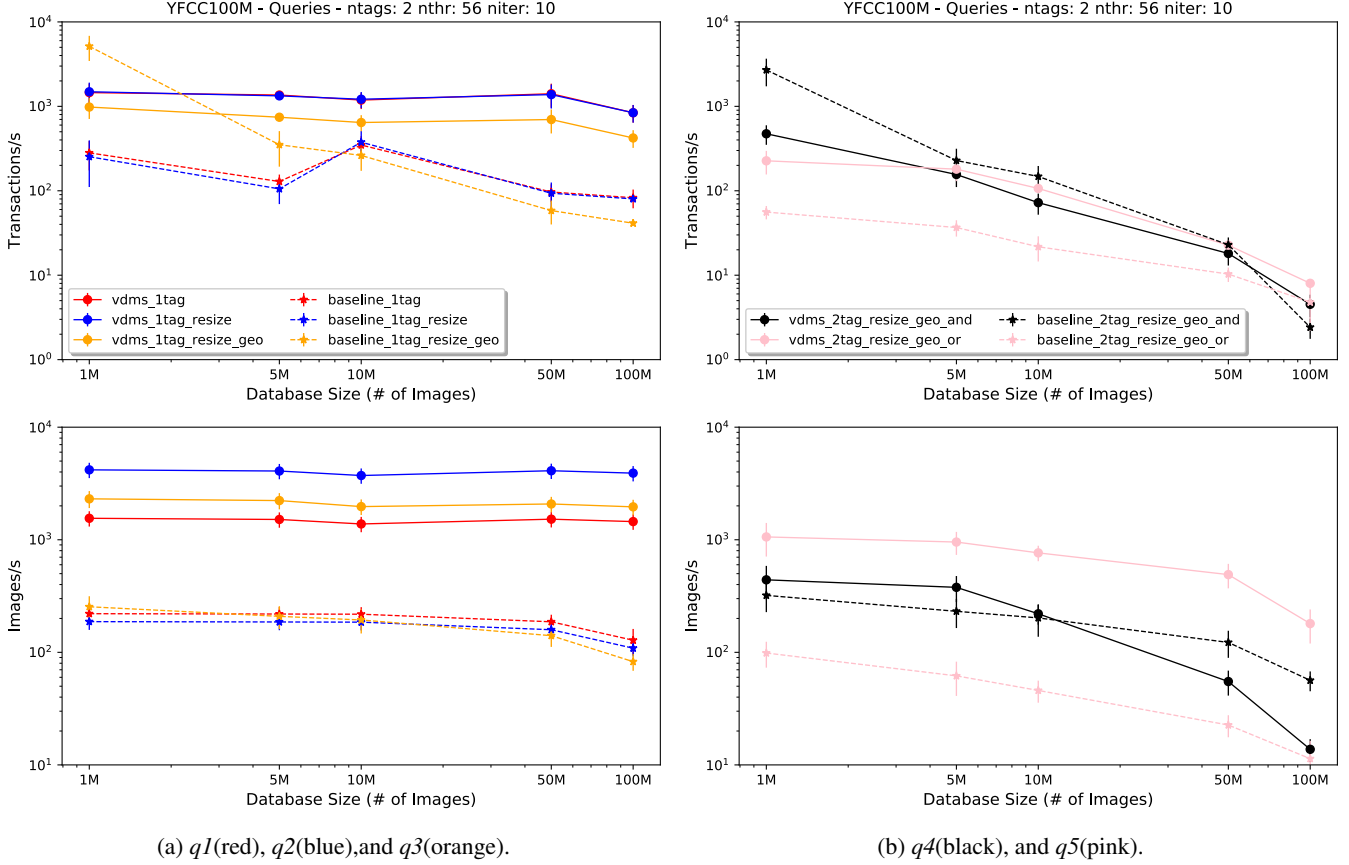 YFCC100M - Queries - ntags: 2 nthr: 56 niter: 10
10⁴
10³
10²
10¹
10⁰
Transactions/s
vdms_1tag
vdms_1tag_resize
vdms_1tag_resize_geo
baseline_1tag
baseline_1tag_resize
baseline_1tag_resize_geo
1M 5M 10M 50M 100M
Database Size (# of Images)
YFCC100M - Queries - ntags: 2 nthr: 56 niter: 10
10⁴
10³
10²
10¹
10⁰
Transactions/s
vdms_2tag_resize_geo_and
vdms_2tag_resize_geo_or
baseline_2tag_resize_geo_and
baseline_2tag_resize_geo_or
1M 5M 10M 50M 100M
Database Size (# of Images)
10⁴
10³
10²
10¹
Images/s
1M 5M 10M 50M 100M
Database Size (# of Images)
10⁴
10³
10²
10¹
Images/s
1M 5M 10M 50M 100M
Database Size (# of Images)
(a) q1(red), q2(blue),and q3(orange).
(b) q4(black), and q5(pink).